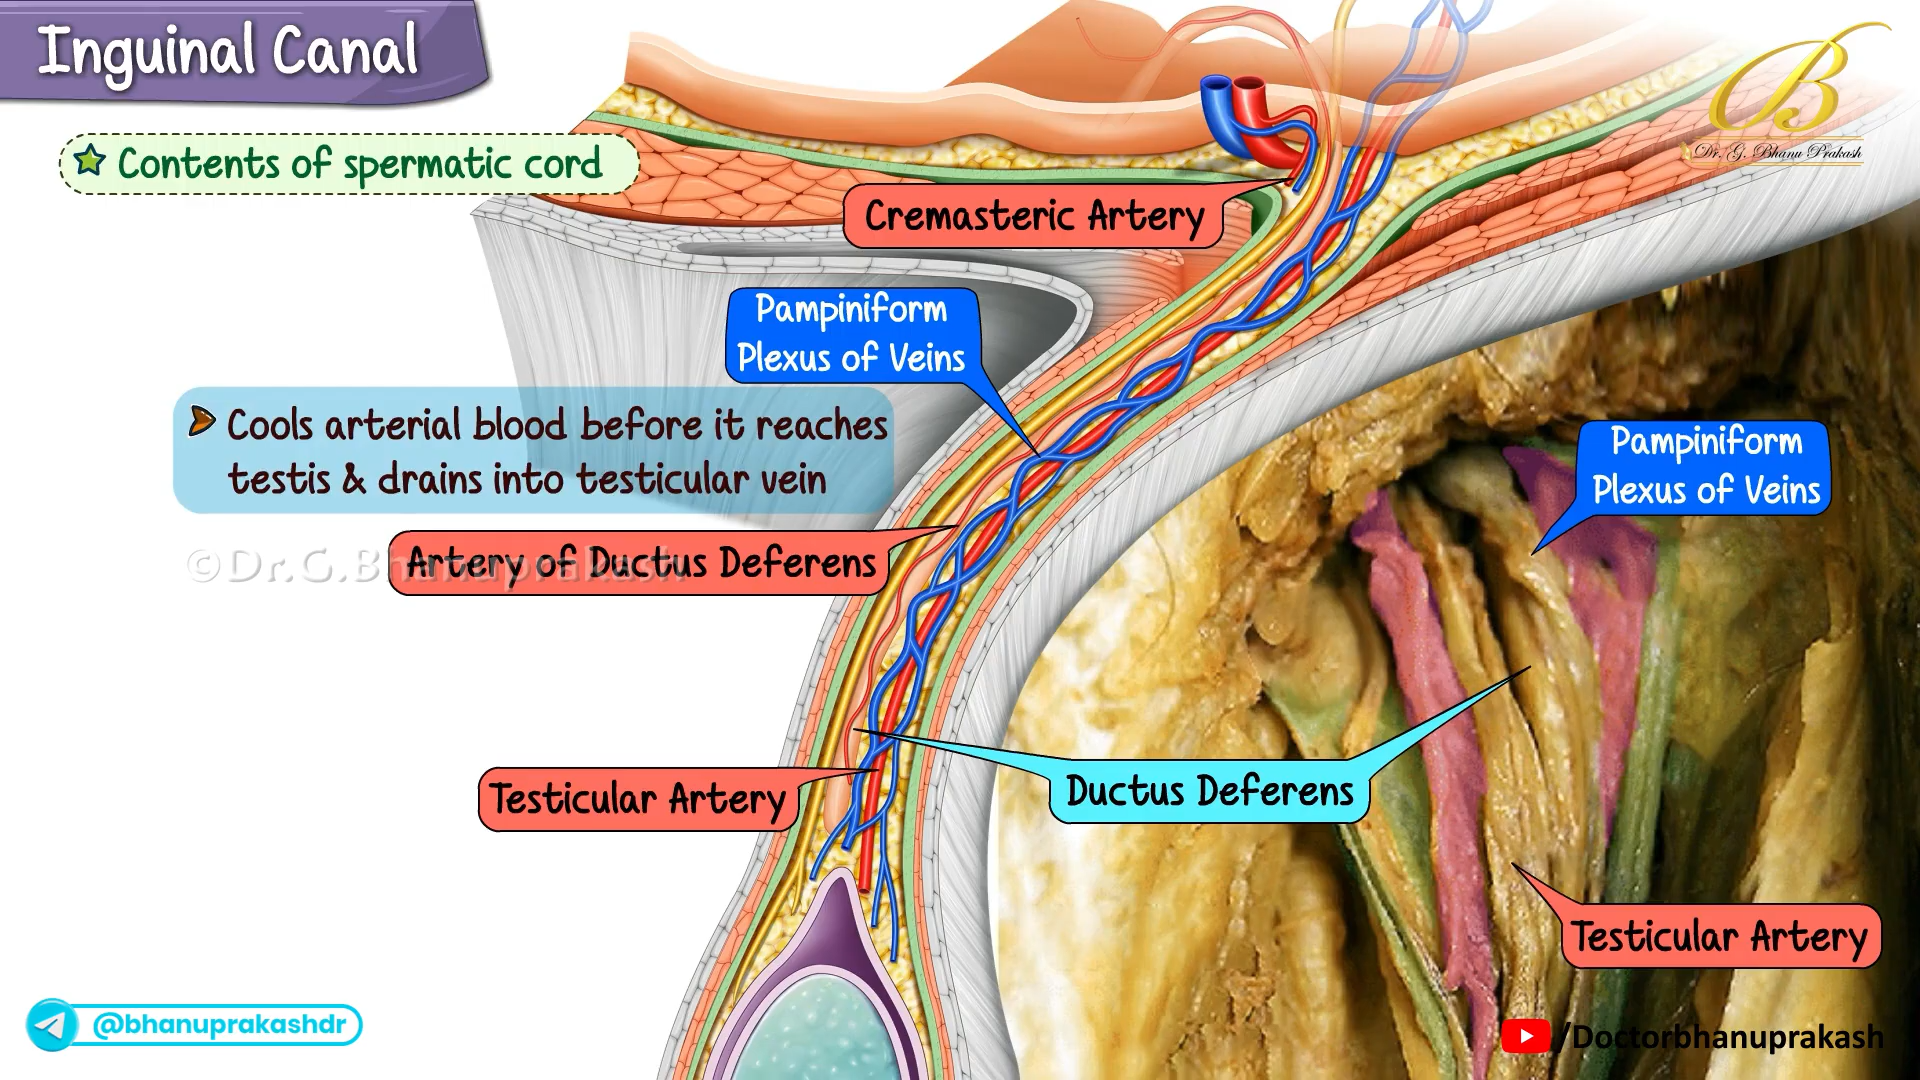 Inguinal Canal
Contents of spermatic cord
Dr. G. Bhanu Prakash
Cremasteric Artery
Pampiniform
Plexus of Veins
Cools arterial blood before it reaches
testis & drains into testicular vein
Pampiniform
Plexus of Veins
Artery of Ductus Deferens
©Dr.G.Bhanuprakash
Testicular Artery
Ductus Deferens
Testicular Artery
@bhanuprakashdr
/Doctorbhanuprakash